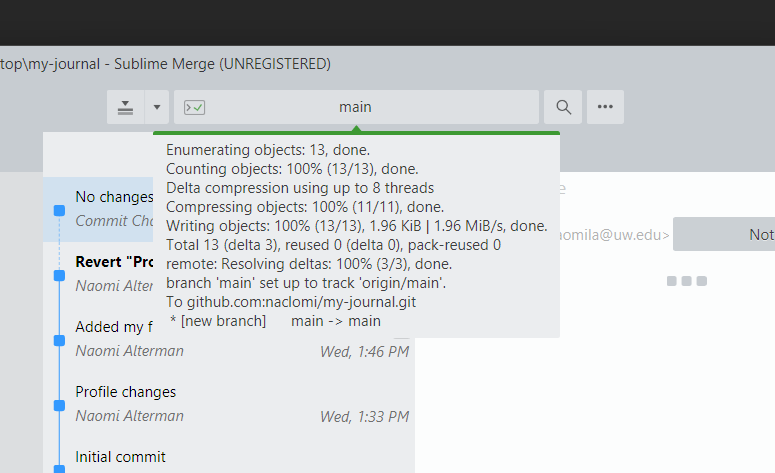 top\my-journal - Sublime Merge (UNREGISTERED)
main
Enumerating objects: 13, done.
Counting objects: 100% (13/13), done.
Delta compression using up to 8 threads
Compressing objects: 100% (11/11), done.
Writing objects: 100% (13/13), 1.96 KiB | 1.96 MiB/s, done.
Total 13 (delta 3), reused 0 (delta 0), pack-reused 0
remote: Resolving deltas: 100% (3/3), done.
branch 'main' set up to track 'origin/main'.
To github.com:naclomi/my-journal.git
* [new branch] main -> main
No changes
Commit Cha
Revert "Pro
Naomi Alter
Added my f
Naomi Alterman Wed, 1:46 PM
Profile changes
Naomi Alterman Wed, 1:33 PM
Initial commit
omila@uw.edu>
Not